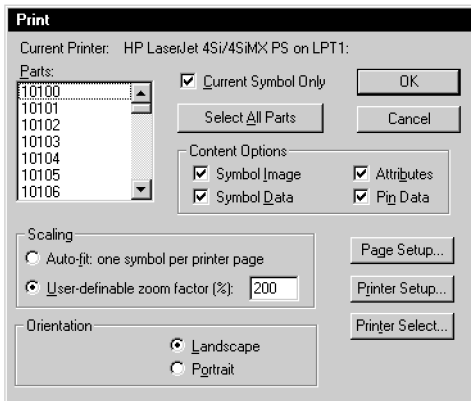 Print
Current Printer: HP LaserJet 4Si/4SiMX PS on LPT1:
Parts:
10100
10101
10102
10103
10104
10105
10106
Current Symbol Only
Select All Parts
OK
Cancel
Content Options
Symbol Image
Attributes
Symbol Data
Pin Data
Scaling
Auto-fit: one symbol per printer page
User-definable zoom factor (%): 200
Page Setup...
Printer Setup...
Printer Select...
Orientation
Landscape
Portrait